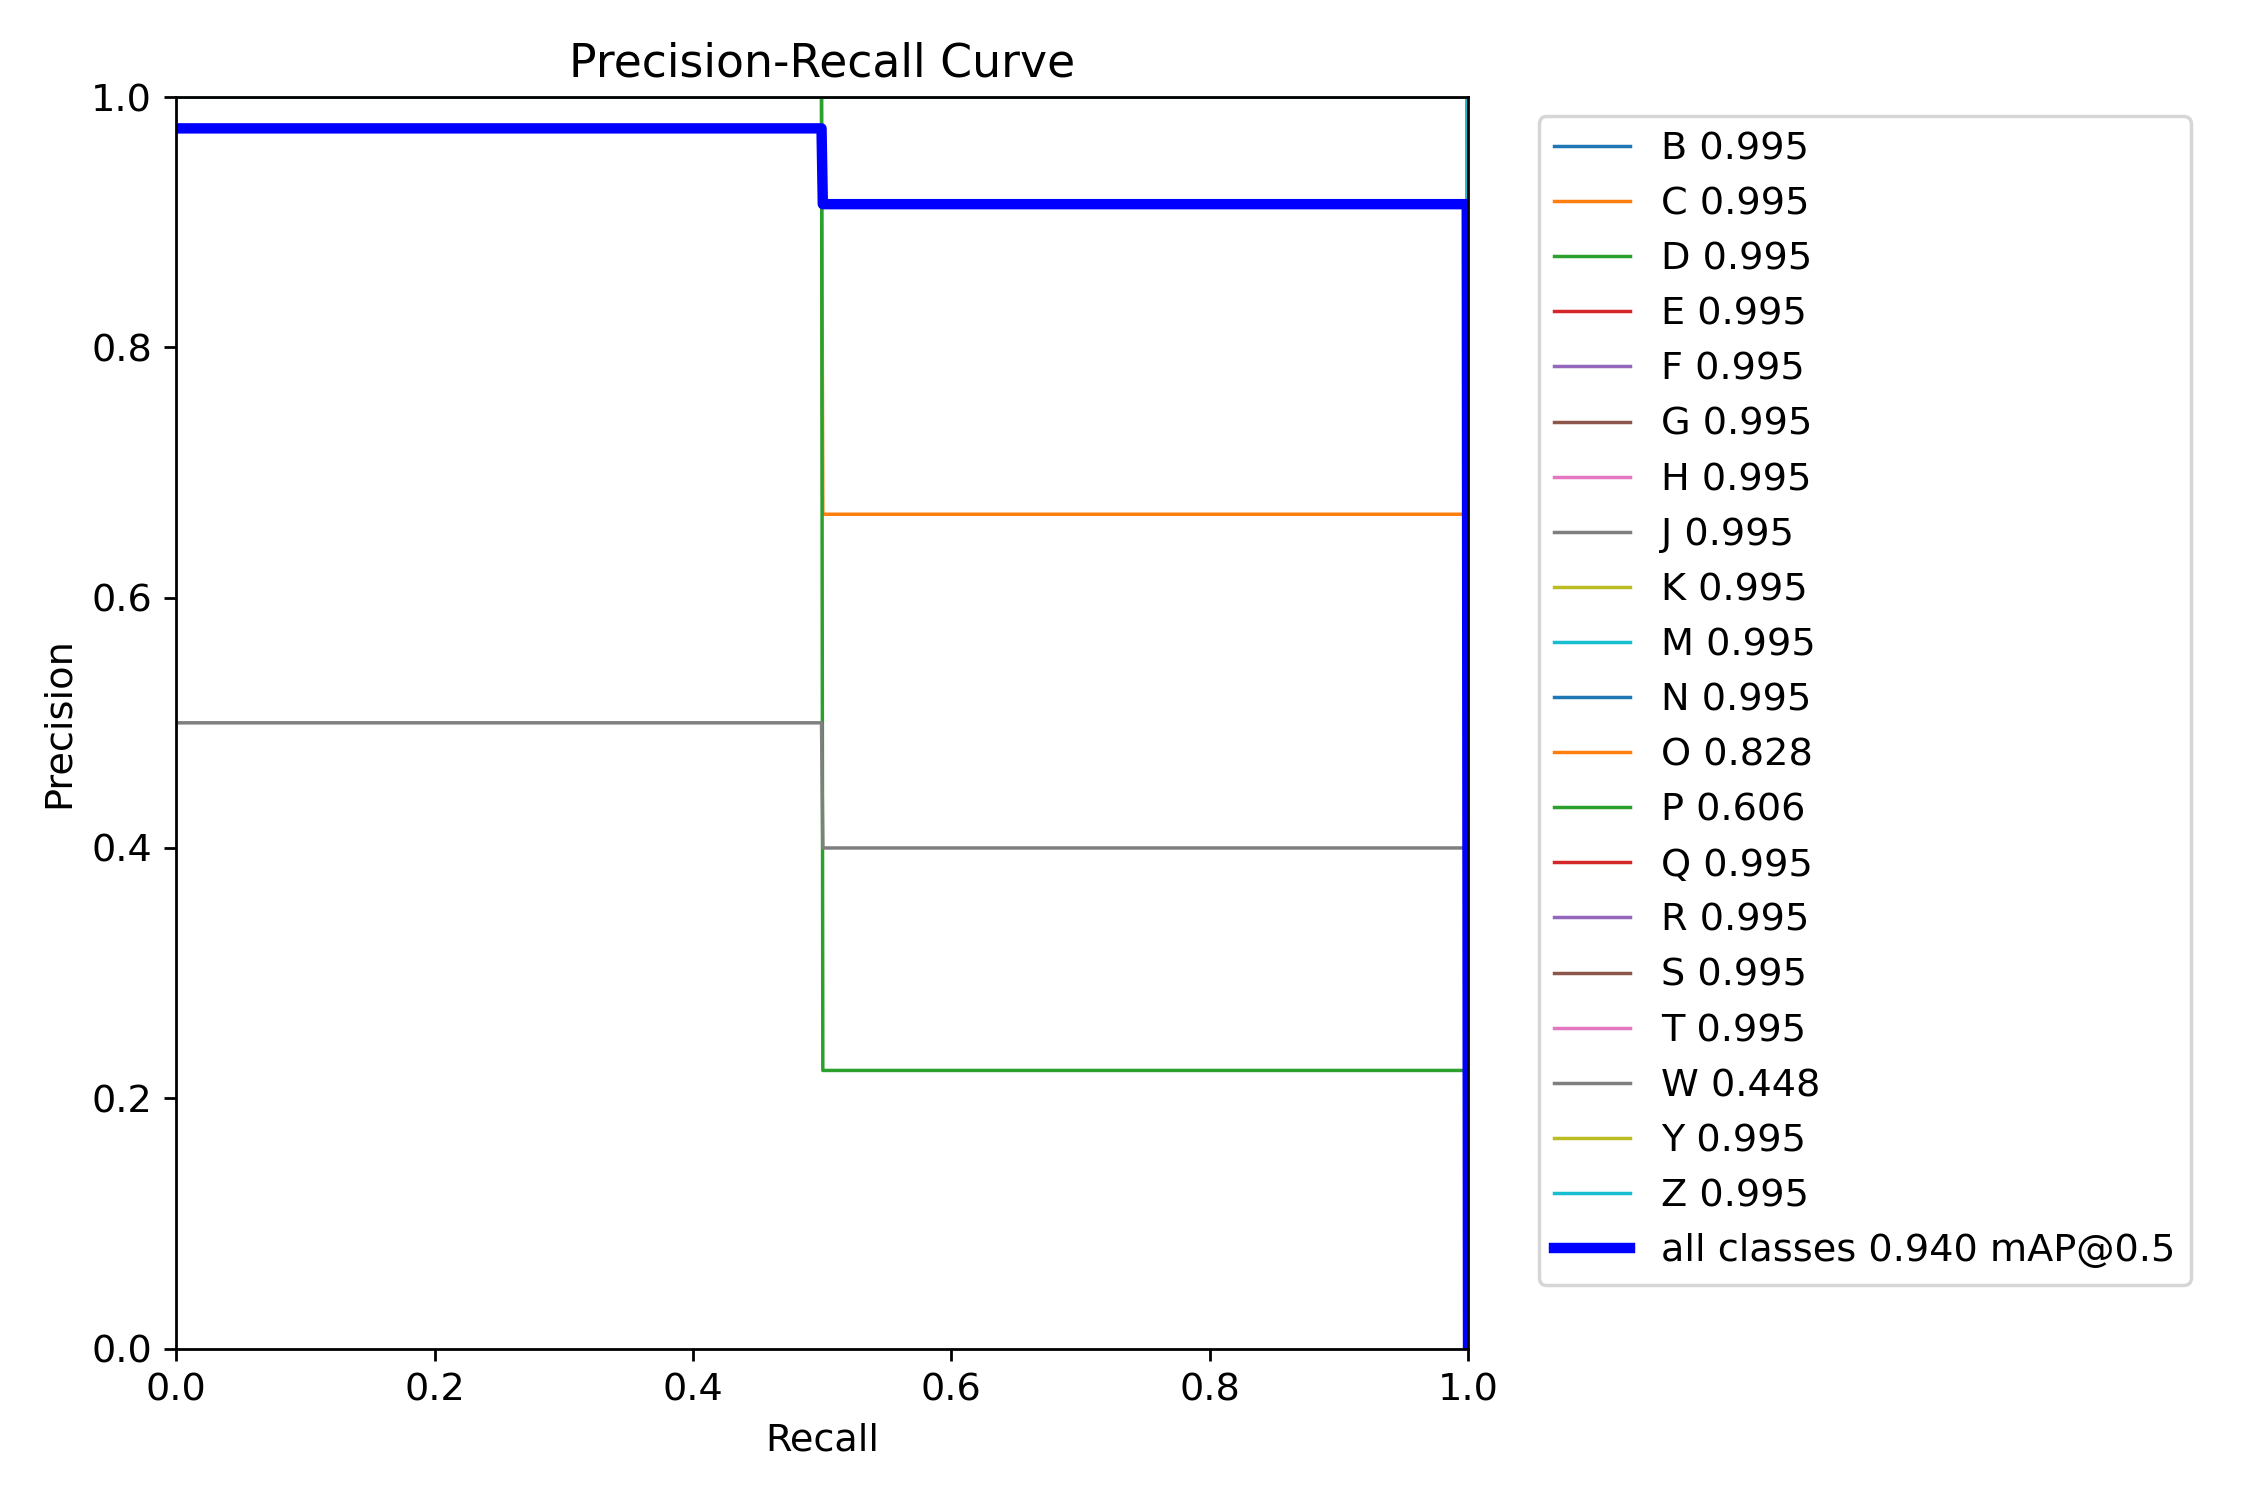 Precision-Recall Curve
1.0
0.8
0.6
0.4
0.2
0.0
Precision
0.0 0.2 0.4 0.6 0.8 1.0
Recall
B 0.995
C 0.995
D 0.995
E 0.995
F 0.995
G 0.995
H 0.995
J 0.995
K 0.995
M 0.995
N 0.995
O 0.828
P 0.606
Q 0.995
R 0.995
S 0.995
T 0.995
W 0.448
Y 0.995
Z 0.995
all classes 0.940 mAP@0.5